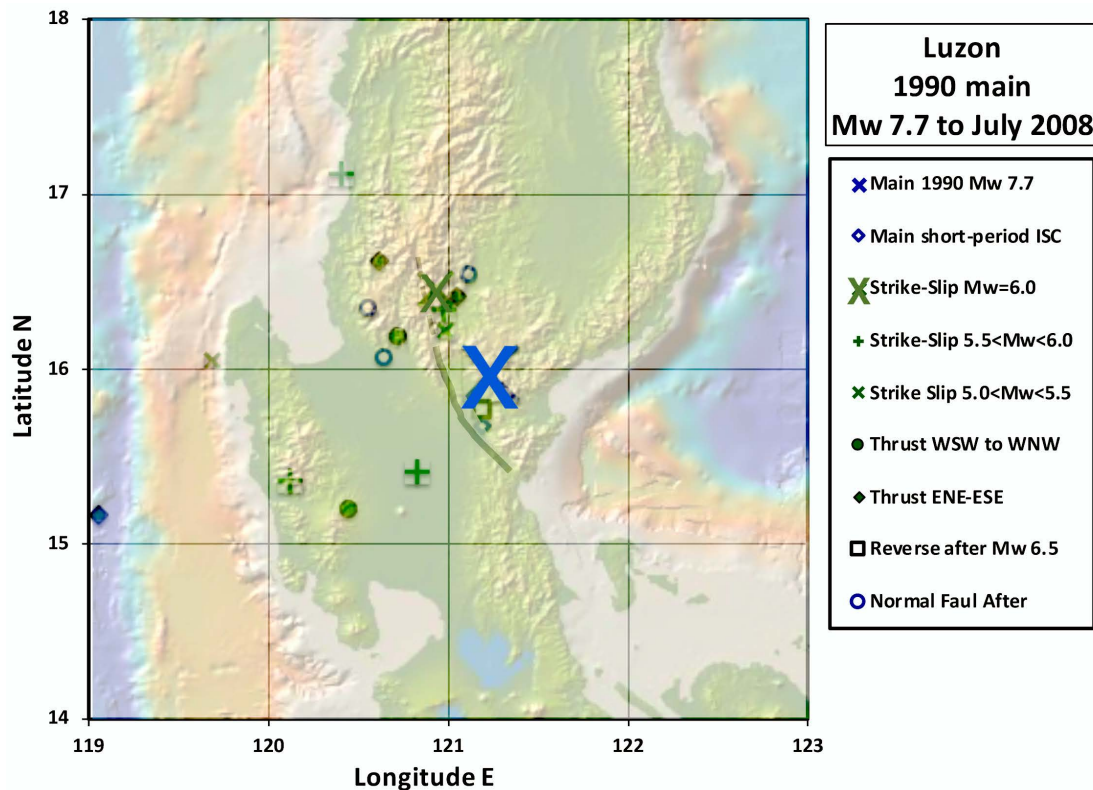 Luzon
1990 main
Mw 7.7 to July 2008
18
17
16
15
14
119
120
121
122
123
Latitude N
Longitude E
Main 1990 Mw 7.7
Main short-period ISC
Strike-Slip Mw=6.0
Strike-Slip 5.5<Mw<6.0
Strike Slip 5.0<Mw<5.5
Thrust WSW to WNW
Thrust ENE-ESE
Reverse after Mw 6.5
Normal Faul After